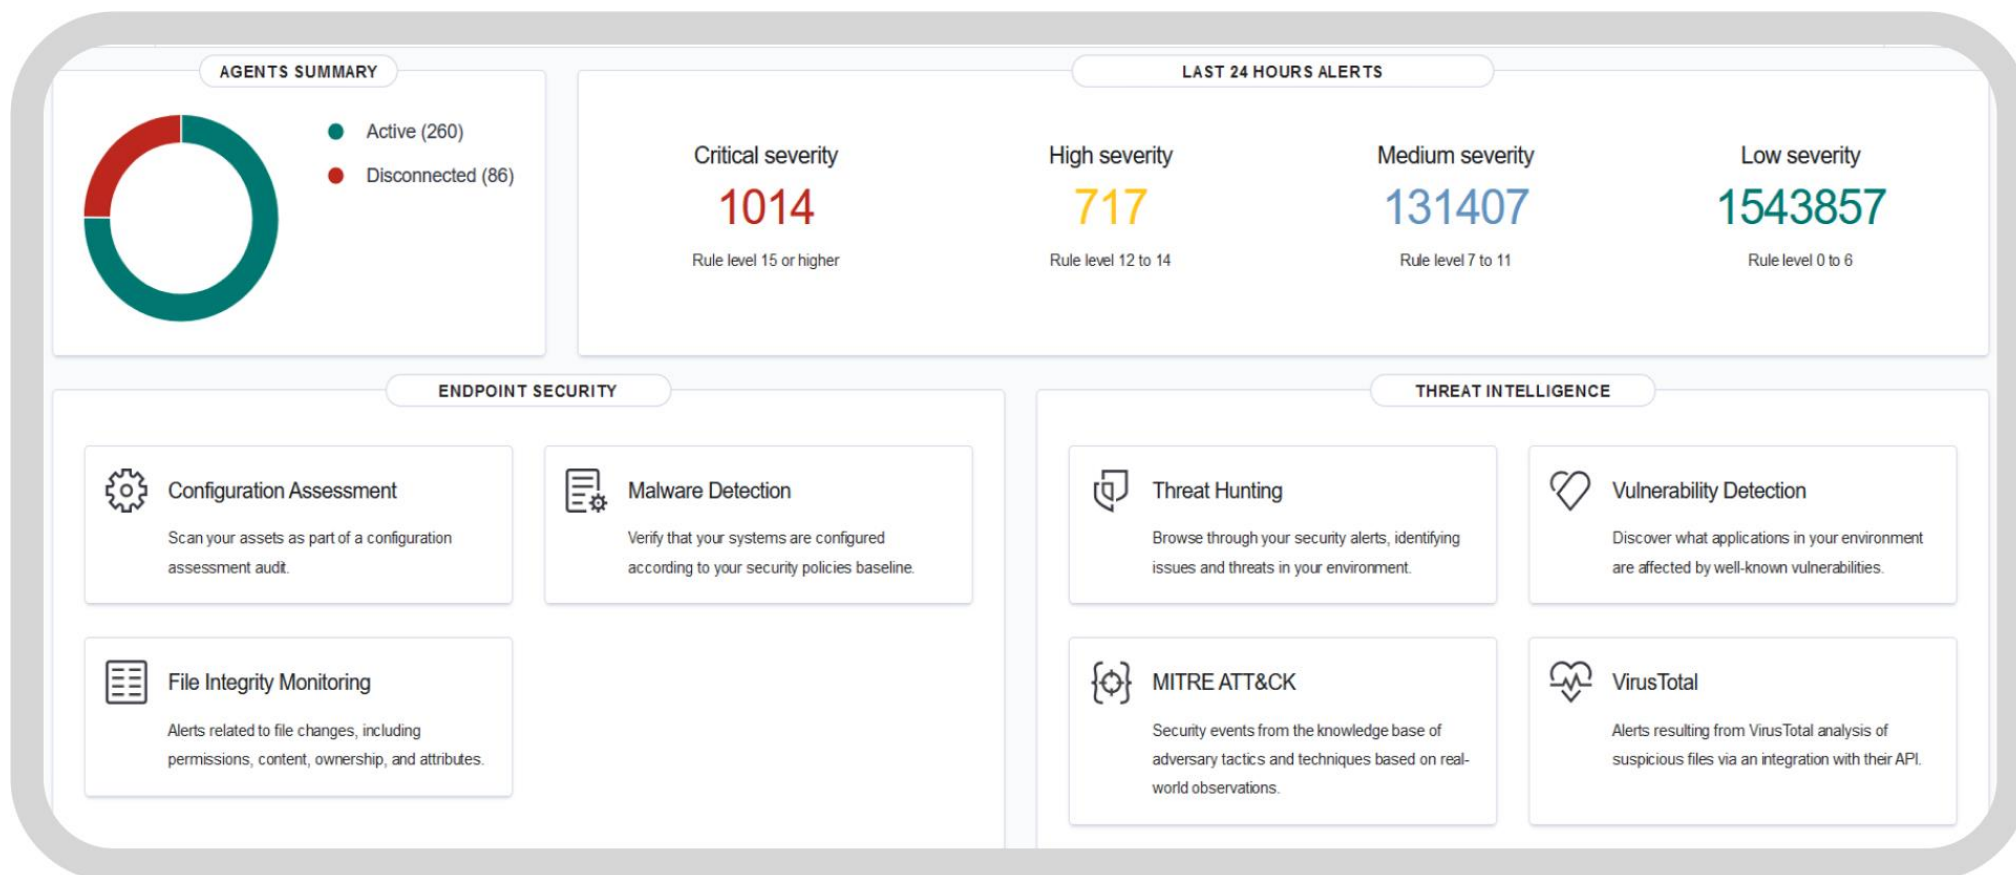 AGENTS SUMMARY
Active (260)
Disconnected (86)
LAST 24 HOURS ALERTS
Critical severity
1014
Rule level 15 or higher
High severity
717
Rule level 12 to 14
Medium severity
131407
Rule level 7 to 11
Low severity
1543857
Rule level 0 to 6
ENDPOINT SECURITY
Configuration Assessment
Scan your assets as part of a configuration
assessment audit.
Malware Detection
Verify that your systems are configured
according to your security policies baseline.
File Integrity Monitoring
Alerts related to file changes, including
permissions, content, ownership, and attributes.
THREAT INTELLIGENCE
Threat Hunting
Browse through your security alerts, identifying
issues and threats in your environment.
Vulnerability Detection
Discover what applications in your environment
are affected by well-known vulnerabilities.
MITRE ATT&CK
Security events from the knowledge base of
adversary tactics and techniques based on real-
world observations.
VirusTotal
Alerts resulting from VirusTotal analysis of
suspicious files via an integration with their API.